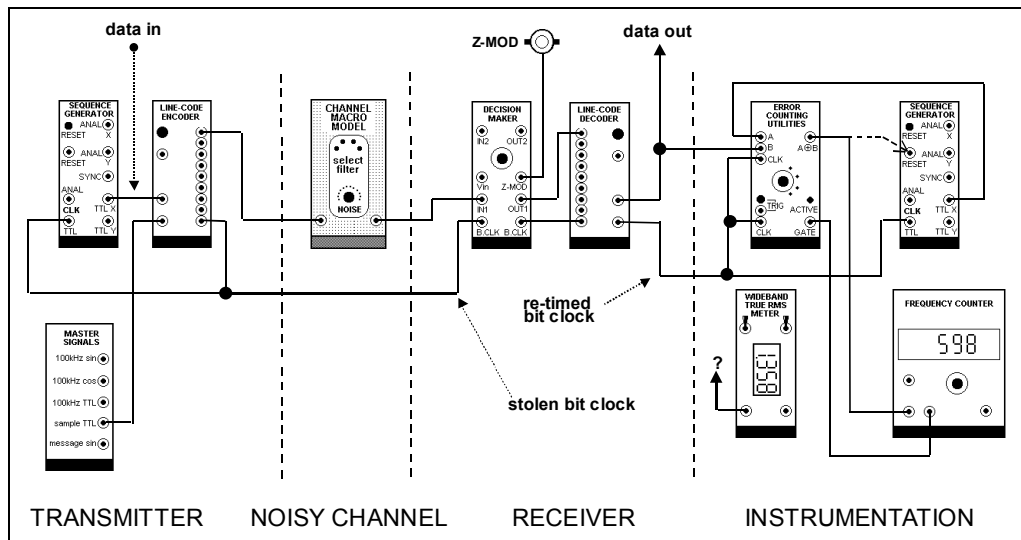 data in
Z-MOD
data out
SEQUENCE GENERATOR
ANAL X
RESET
ANAL Y
RESET
SYNC
ANAL
CLK
TTL X
TTL
TTL Y
LINE-CODE ENCODER
CHANNEL MACRO MODEL
select filter
NOISE
DECISION MAKER
IN2
OUT2
Vin
Z-MOD
IN1
OUT1
B.CLK
B.CLK
LINE-CODE DECODER
ERROR COUNTING UTILITIES
A
B
A⊕B
CLK
TRIG
ACTIVE
CLK
GATE
SEQUENCE GENERATOR
ANAL X
RESET
ANAL Y
RESET
SYNC
ANAL
CLK
TTL X
TTL
TTL Y
MASTER SIGNALS
100kHz sin
100kHz cos
100kHz TTL
sample TTL
message sin
re-timed bit clock
stolen bit clock
WIDEBAND TRUE RMS METER
?
FREQUENCY COUNTER
598
TRANSMITTER
NOISY CHANNEL
RECEIVER
INSTRUMENTATION